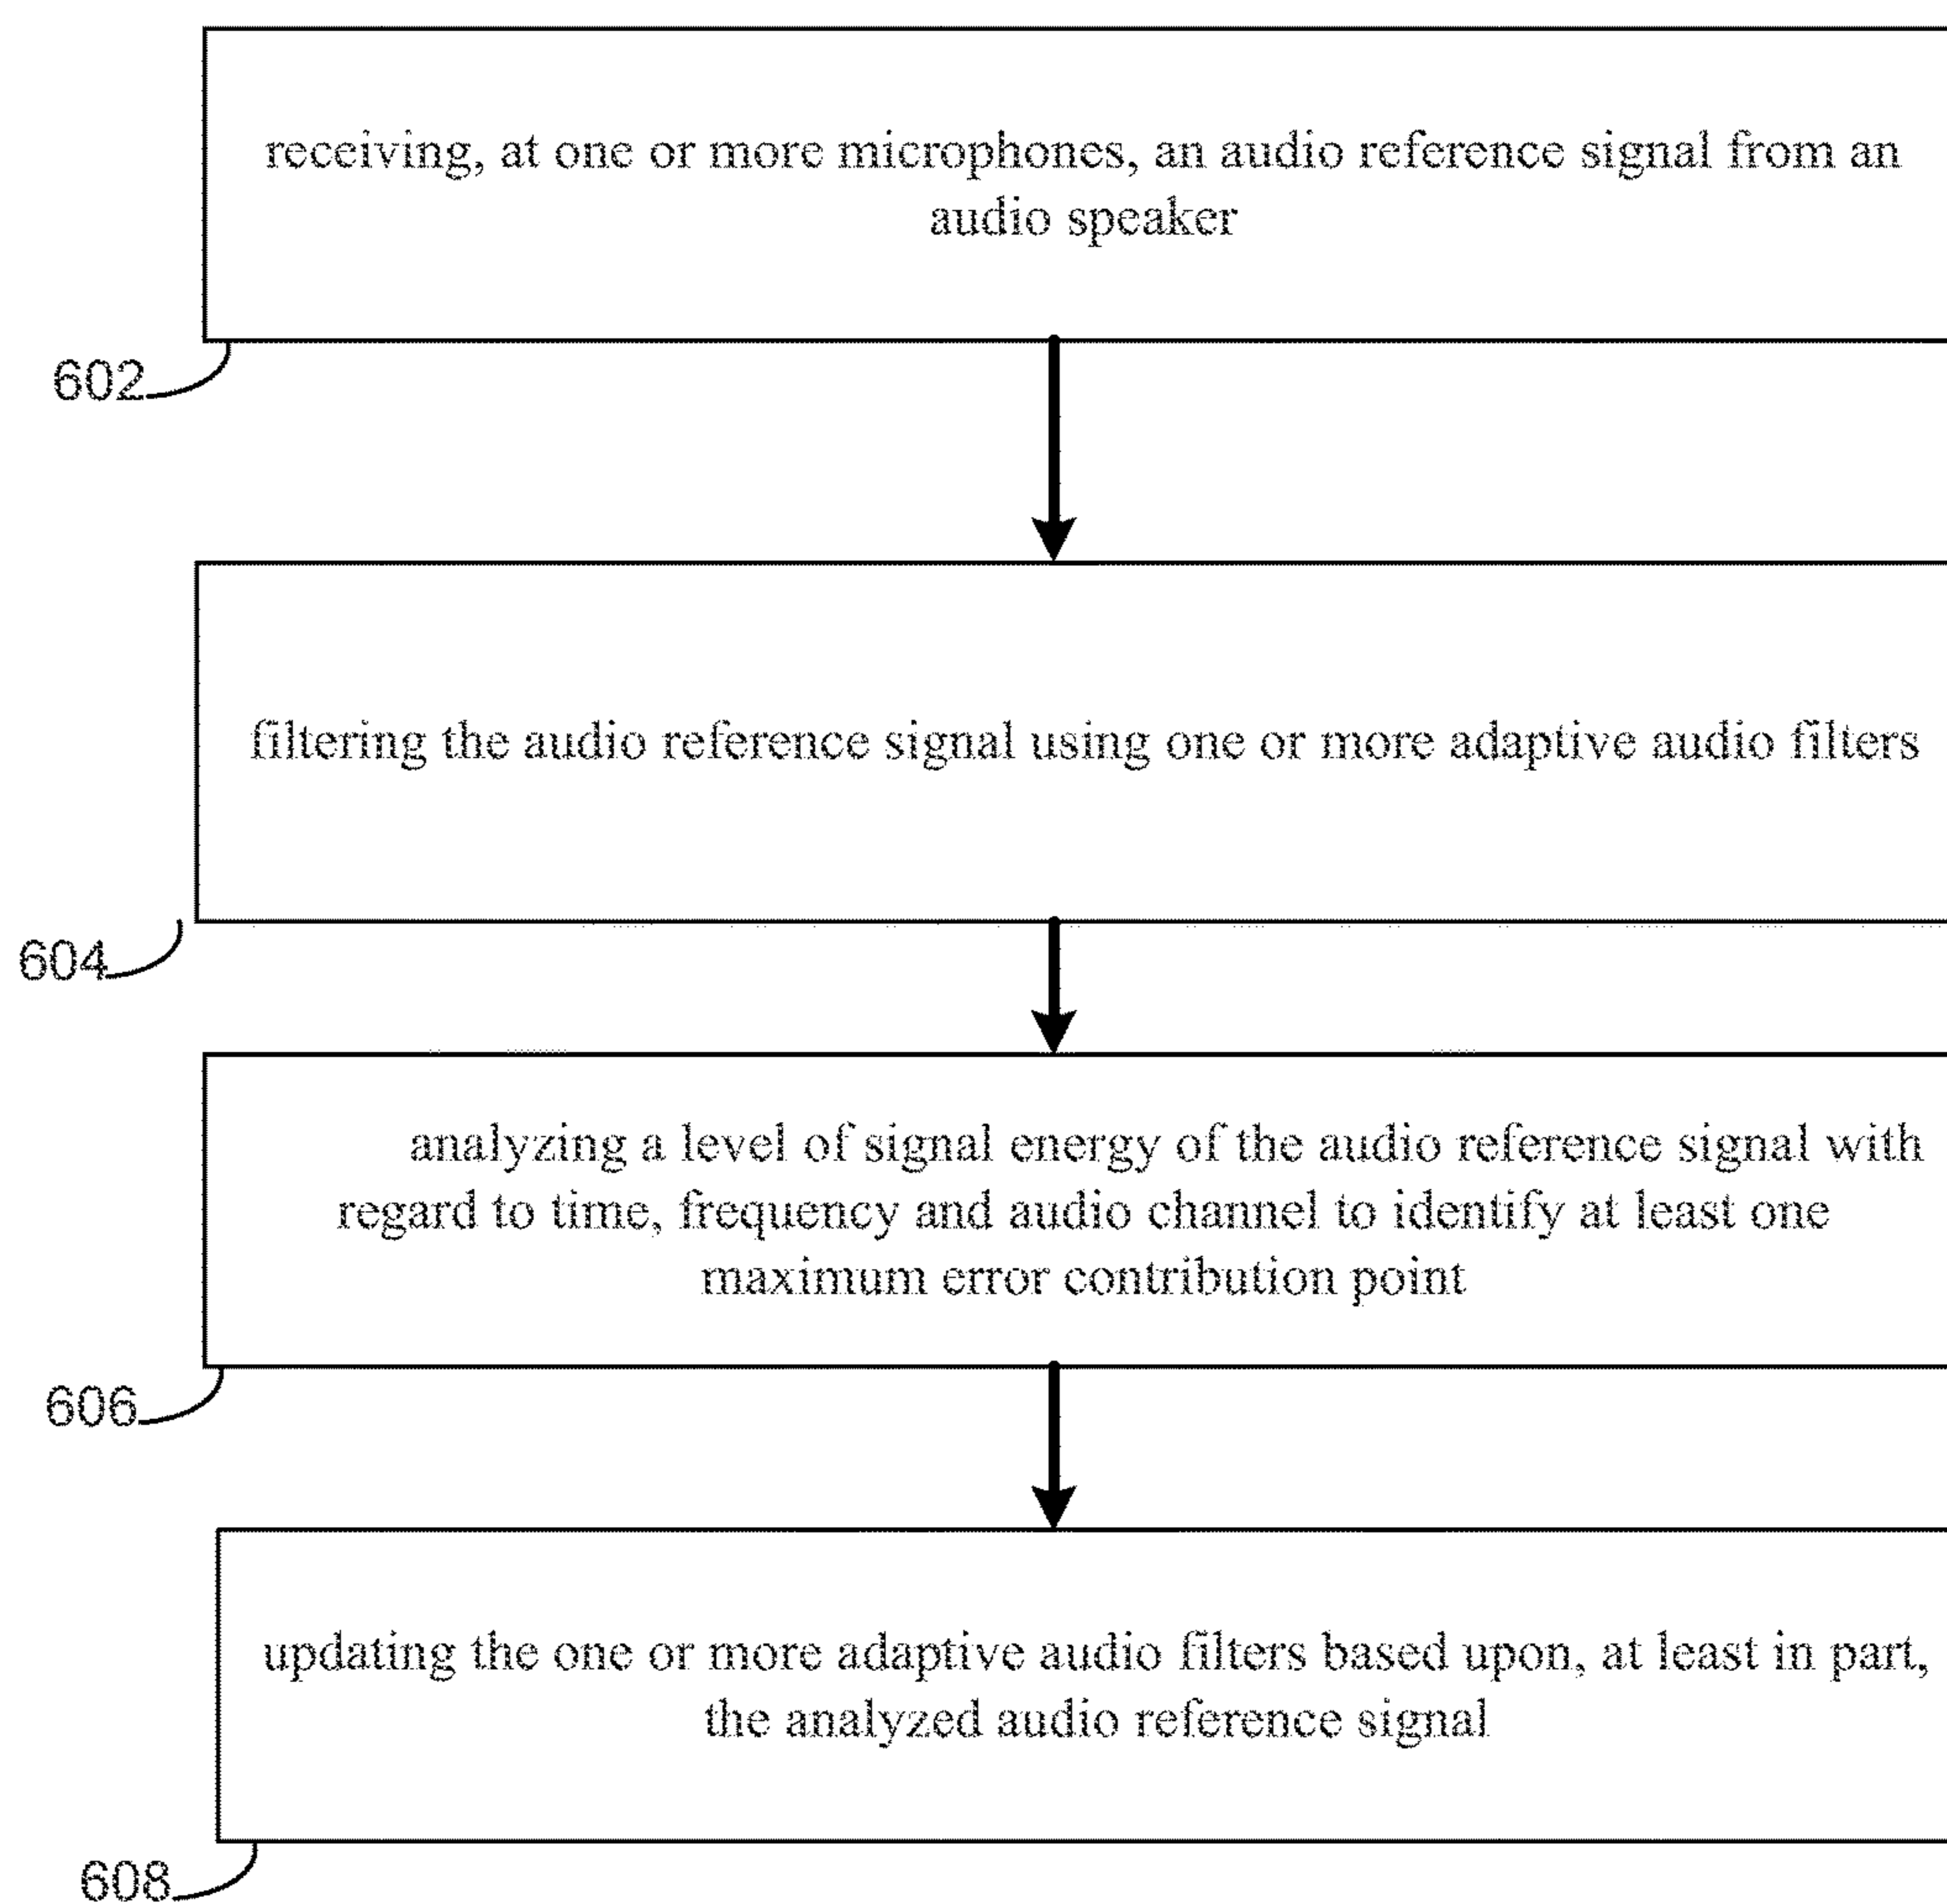 receiving, at one or more microphones, an audio reference signal from an
audio speaker
602
filtering the audio reference signal using one or more adaptive audio filters
604
analyzing a level of signal energy of the audio reference signal with
regard to time, frequency and audio channel to identify at least one
maximum error contribution point
606
updating the one or more adaptive audio filters based upon, at least in part,
the analyzed audio reference signal
608